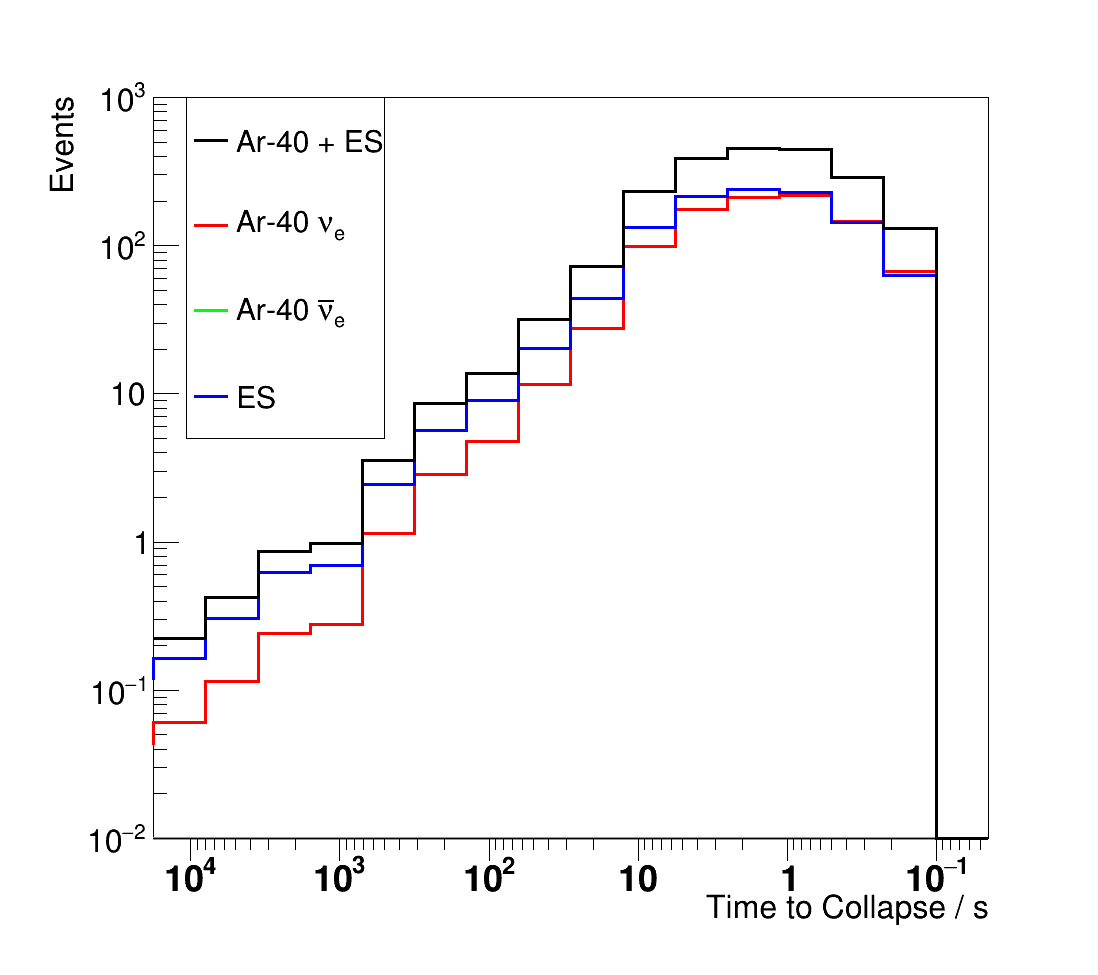 Events
10³
10²
10
1
10⁻¹
10⁻²
Ar-40 + ES
Ar-40 νₑ
Ar-40 ν̅ₑ
ES
10⁴ 10³ 10² 10 1 10⁻¹
Time to Collapse / s